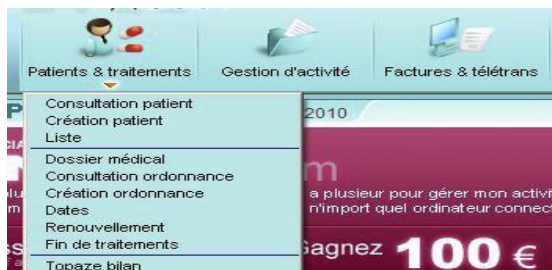 Patients & traitements Gestion d'activité Factures & télétrans
Consultation patient
Création patient
Liste
2010
Dossier médical
Consultation ordonnance
Création ordonnance
Dates
Renouvellement
Fin de traitements
Topaze bilan
a plusieur pour gérer mon activi
n'import quel ordinateur connec
Gagnez 100 €